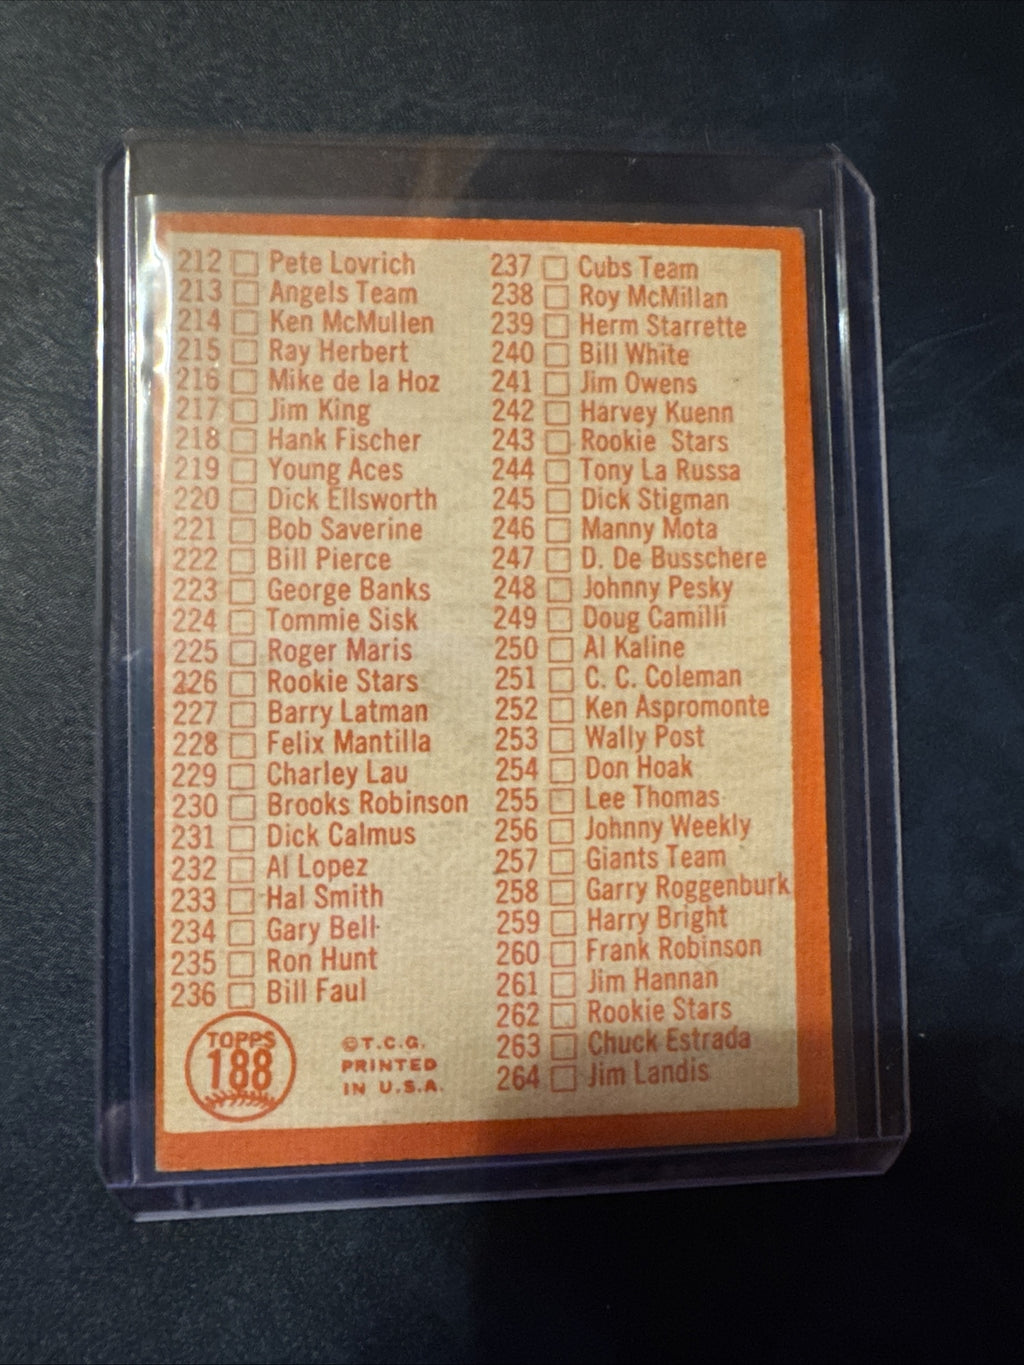 212 Pete Lovrich
213 Angels Team
214 Ken McMullen
215 Ray Herbert
216 Mike de la Hoz
217 Jim King
218 Hank Fischer
219 Young Aces
220 Dick Ellsworth
221 Bob Saverine
222 Bill Pierce
223 George Banks
224 Tommie Sisk
225 Roger Maris
226 Rookie Stars
227 Barry Latman
228 Felix Mantilla
229 Charley Lau
230 Brooks Robinson
231 Dick Calmus
232 Al Lopez
233 Hal Smith
234 Gary Bell
235 Ron Hunt
236 Bill Faul
TOPPS
188
©T.C.G.
PRINTED
IN U.S.A.
237 Cubs Team
238 Roy McMillan
239 Herm Starrette
240 Bill White
241 Jim Owens
242 Harvey Kuenn
243 Rookie Stars
244 Tony La Russa
245 Dick Stigman
246 Manny Mota
247 D. De Busschere
248 Johnny Pesky
249 Doug Camilli
250 Al Kaline
251 C. C. Coleman
252 Ken Aspromonte
253 Wally Post
254 Don Hoak
255 Lee Thomas
256 Johnny Weekly
257 Giants Team
258 Garry Roggenburk
259 Harry Bright
260 Frank Robinson
261 Jim Hannan
262 Rookie Stars
263 Chuck Estrada
264 Jim Landis